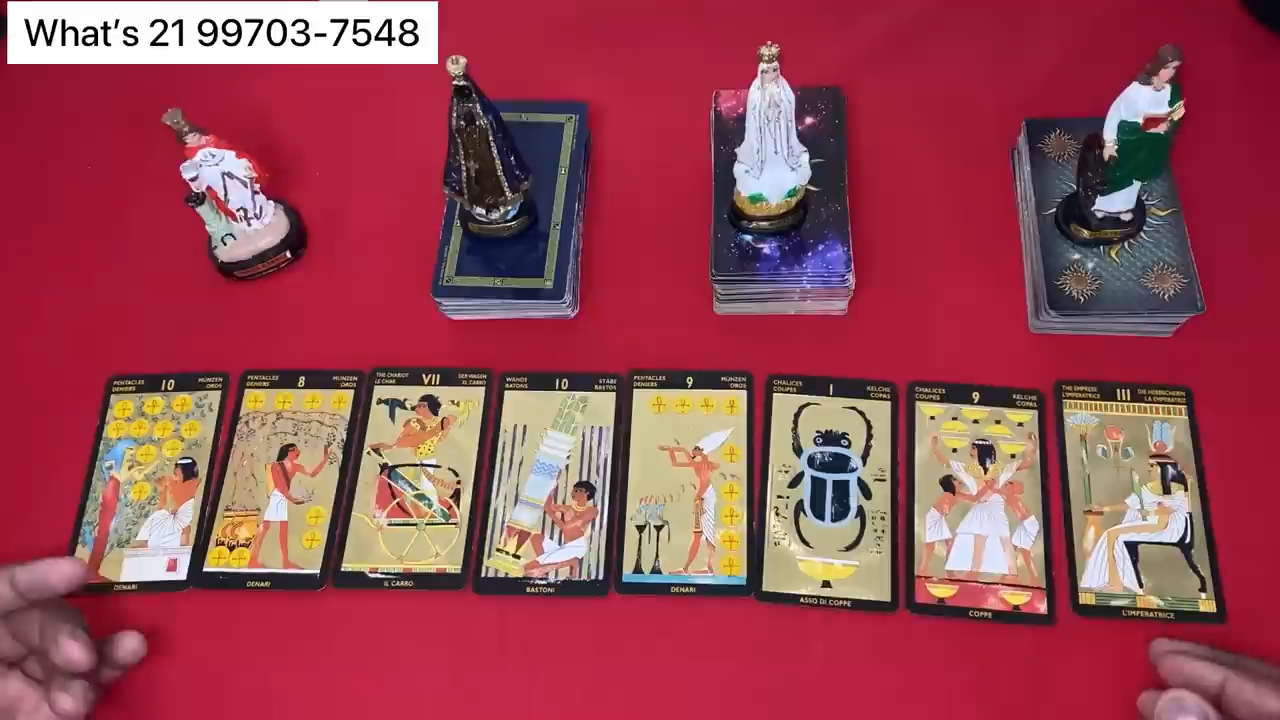 What's 21 99703-7548
PENTACLES 10 MÜNZEN
DENIERS OROS
DENARI
PENTACLES 8 MÜNZEN
DENIERS OROS
DENARI
THE CHARIOT VII DER WAGEN
LE CHAR EL CARRO
IL CARRO
WANDS 10 STÄBE
BATONS BASTOS
BASTONI
PENTACLES 9 MÜNZEN
DENIERS OROS
DENARI
CHALICES 1 KELCHE
COUPES COPAS
ASSO DI COPPE
CHALICES 9 KELCHE
COUPES COPAS
COPPE
THE EMPRESS III DIE HERRSCHERIN
L'IMPERATRICE LA EMPERATRIZ
L'IMPERATRICE